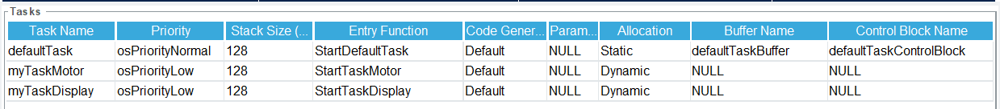 Tasks
Task Name Priority Stack Size (... Entry Function Code Gener... Param... Allocation Buffer Name Control Block Name
defaultTask osPriorityNormal 128 StartDefaultTask Default NULL Static defaultTaskBuffer defaultTaskControlBlock
myTaskMotor osPriorityLow 128 StartTaskMotor Default NULL Dynamic NULL NULL
myTaskDisplay osPriorityLow 128 StartTaskDisplay Default NULL Dynamic NULL NULL